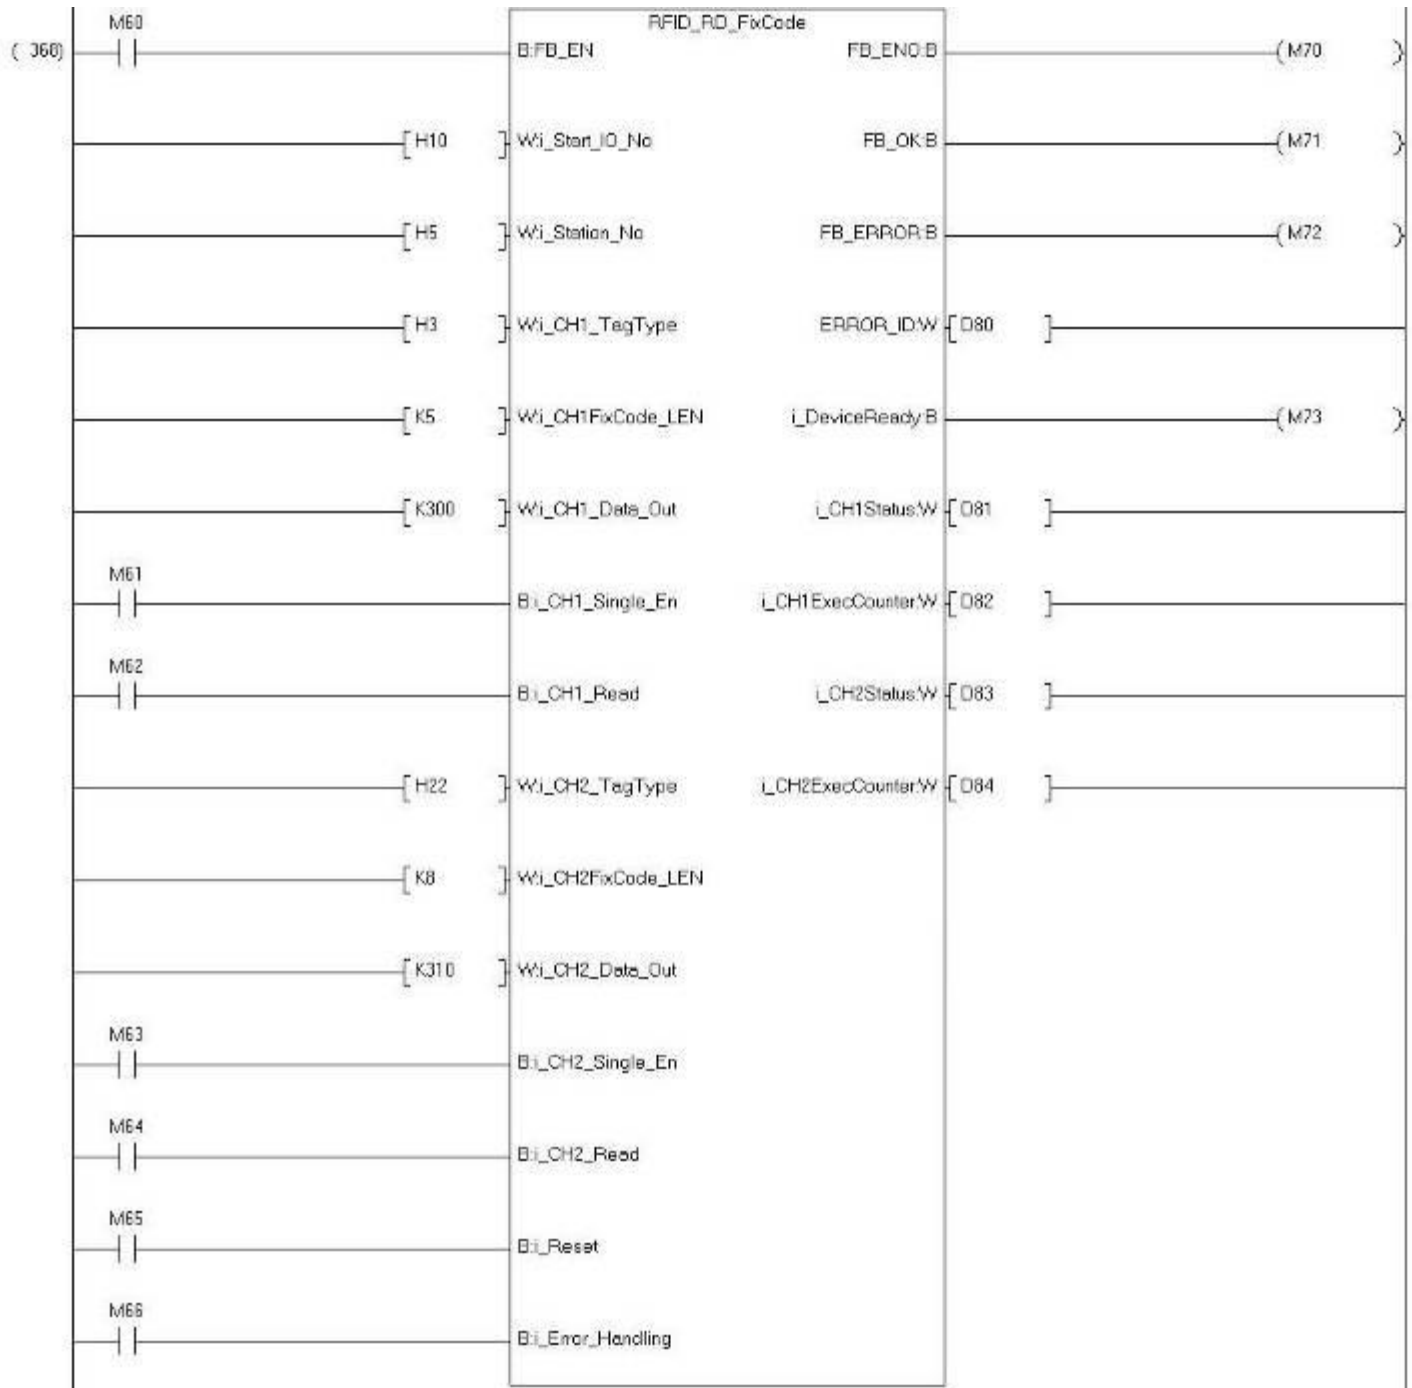 RFID_RD_FixCode
M60
( 368) B:FB_EN FB_ENO:B (M70 )
[ H10 ] W:i_Start_IO_No FB_OK:B (M71 )
[ H5 ] W:i_Station_No FB_ERROR:B (M72 )
[ H3 ] W:i_CH1_TagType ERROR_ID:W [ D80 ]
[ K5 ] W:i_CH1FixCode_LEN i_DeviceReady:B (M73 )
[ K300 ] W:i_CH1_Data_Out i_CH1Status:W [ D81 ]
M61
B:i_CH1_Single_En i_CH1ExecCounter:W [ D82 ]
M62
B:i_CH1_Read i_CH2Status:W [ D83 ]
[ H22 ] W:i_CH2_TagType i_CH2ExecCounter:W [ D84 ]
[ K8 ] W:i_CH2FixCode_LEN
[ K310 ] W:i_CH2_Data_Out
M63
B:i_CH2_Single_En
M64
B:i_CH2_Read
M65
B:i_Reset
M66
B:i_Error_Handling